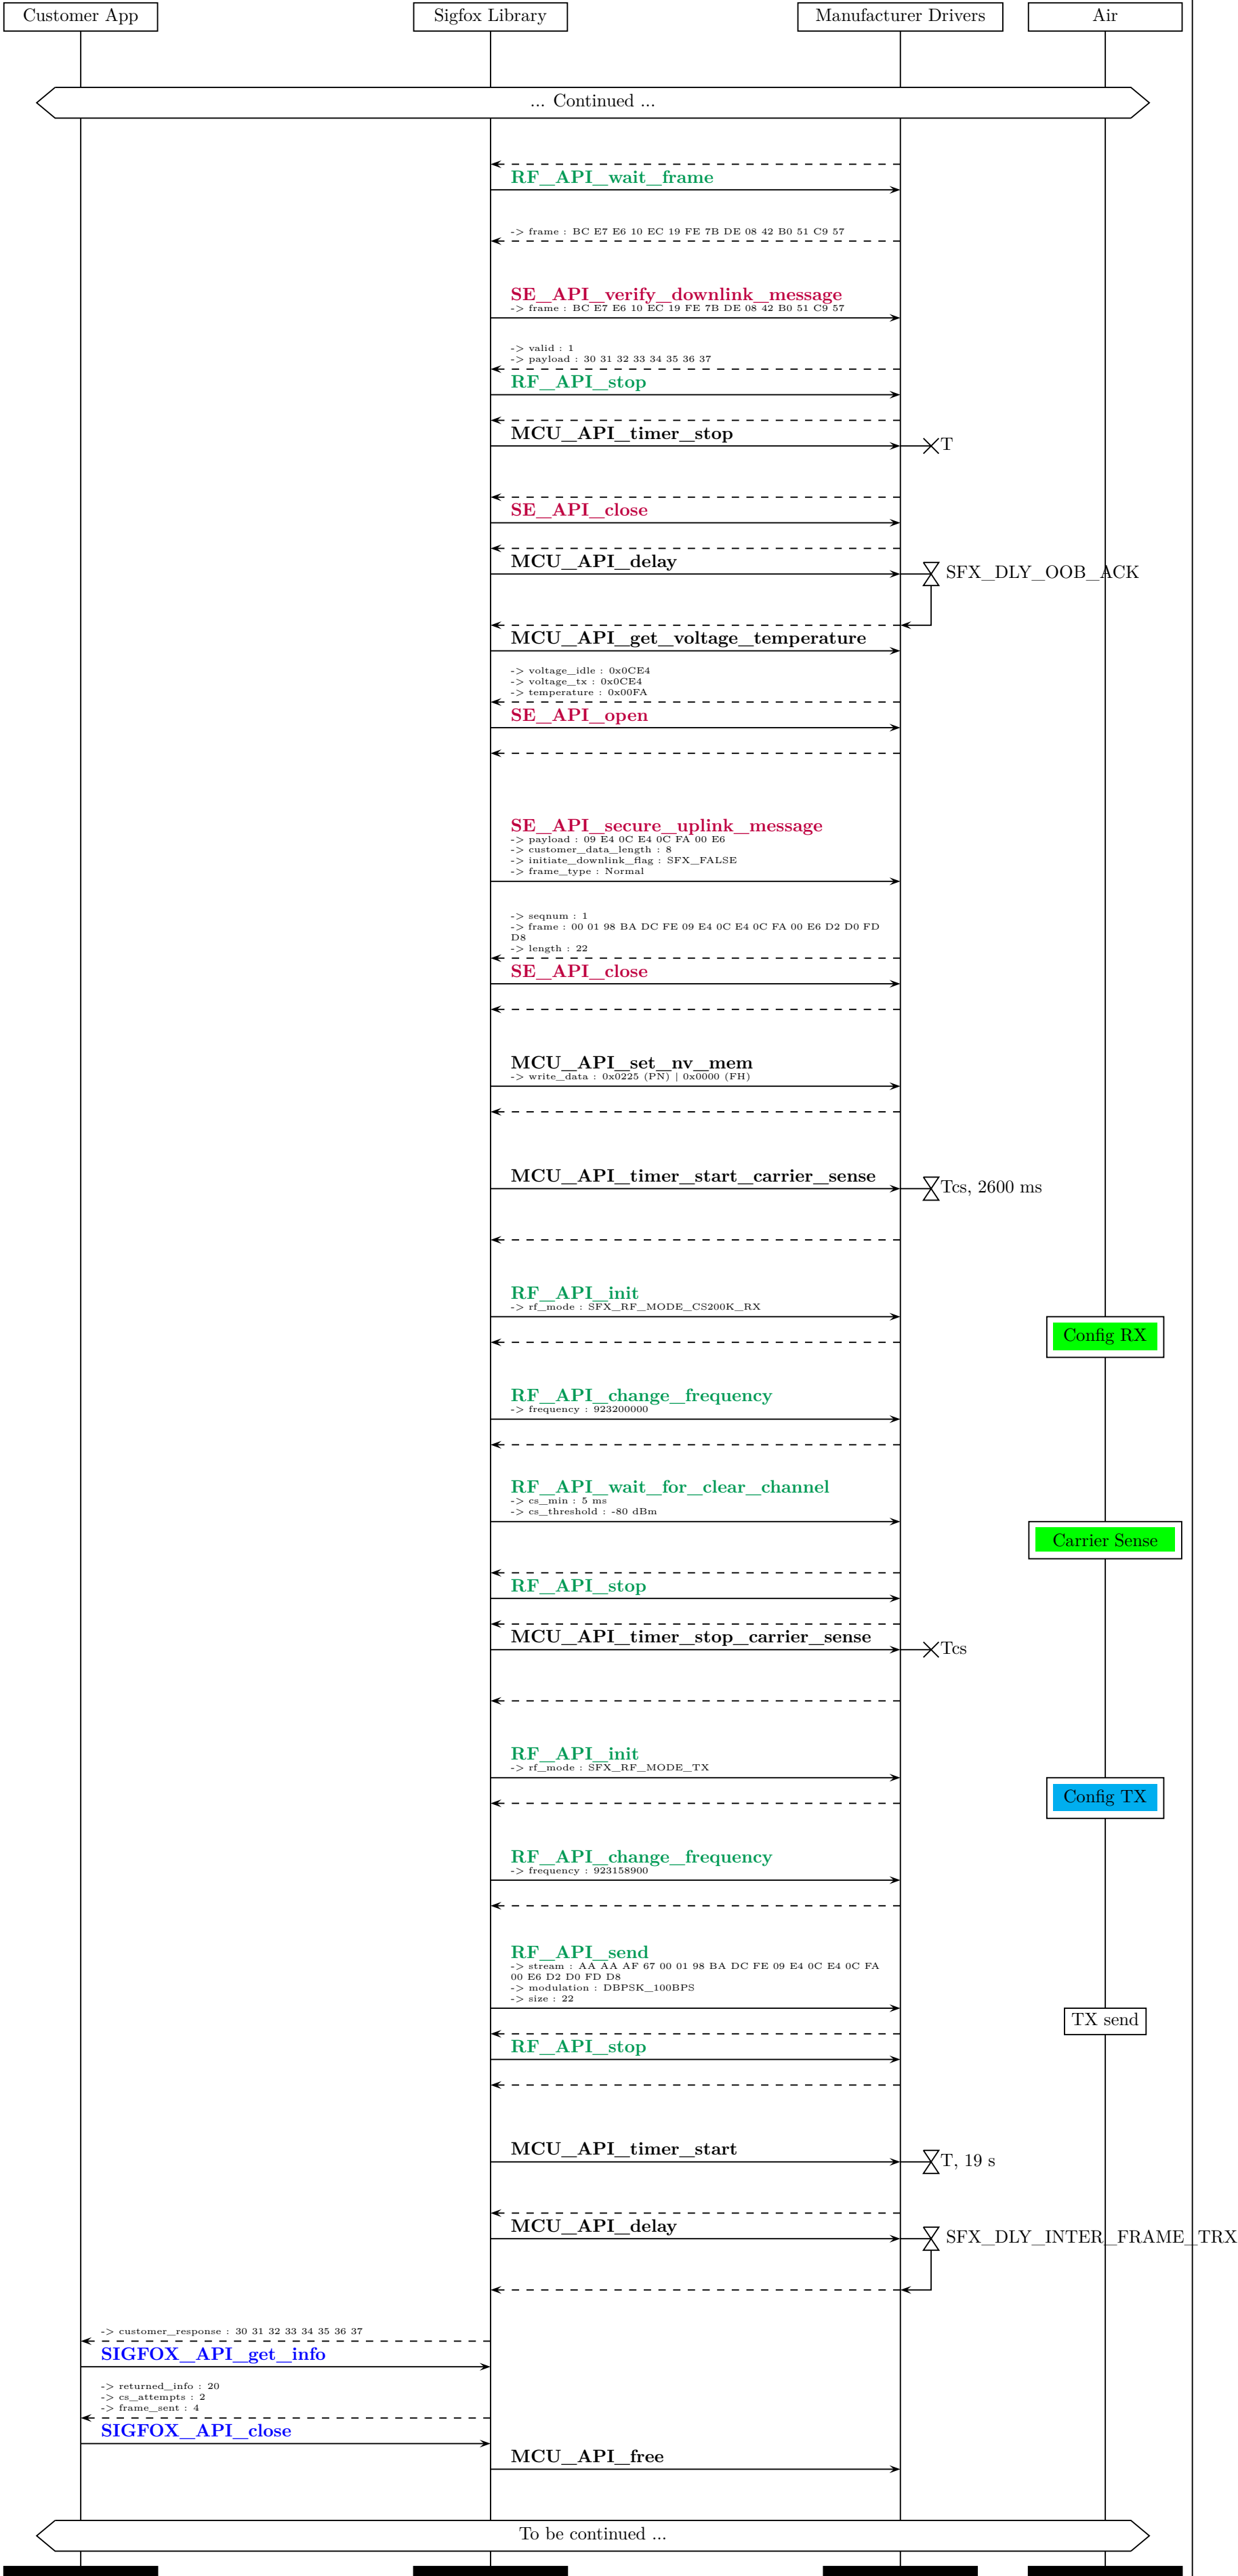 Customer App
Sigfox Library
Manufacturer Drivers
Air
... Continued ...
RF_API_wait_frame
-> frame : BC E7 E6 10 EC 19 FE 7B DE 08 42 B0 51 C9 57
SE_API_verify_downlink_message
-> frame : BC E7 E6 10 EC 19 FE 7B DE 08 42 B0 51 C9 57
-> valid : 1
-> payload : 30 31 32 33 34 35 36 37
RF_API_stop
MCU_API_timer_stop
T
SE_API_close
MCU_API_delay
SFX_DLY_OOB_ACK
MCU_API_get_voltage_temperature
-> voltage_idle : 0x0CE4
-> voltage_tx : 0x0CE4
-> temperature : 0x00FA
SE_API_open
SE_API_secure_uplink_message
-> payload : 09 E4 0C E4 0C FA 00 E6
-> customer_data_length : 8
-> initiate_downlink_flag : SFX_FALSE
-> frame_type : Normal
-> seqnum : 1
-> frame : 00 01 98 BA DC FE 09 E4 0C E4 0C FA 00 E6 D2 D0 FD
D8
-> length : 22
SE_API_close
MCU_API_set_nv_mem
-> write_data : 0x0225 (PN) | 0x0000 (FH)
MCU_API_timer_start_carrier_sense
Tcs, 2600 ms
RF_API_init
-> rf_mode : SFX_RF_MODE_CS200K_RX
Config RX
RF_API_change_frequency
-> frequency : 923200000
RF_API_wait_for_clear_channel
-> cs_min : 5 ms
-> cs_threshold : -80 dBm
Carrier Sense
RF_API_stop
MCU_API_timer_stop_carrier_sense
Tcs
RF_API_init
-> rf_mode : SFX_RF_MODE_TX
Config TX
RF_API_change_frequency
-> frequency : 923158900
RF_API_send
-> stream : AA AA AF 67 00 01 98 BA DC FE 09 E4 0C E4 0C FA
00 E6 D2 D0 FD D8
-> modulation : DBPSK_100BPS
-> size : 22
TX send
RF_API_stop
MCU_API_timer_start
T, 19 s
MCU_API_delay
SFX_DLY_INTER_FRAME_TRX
-> customer_response : 30 31 32 33 34 35 36 37
SIGFOX_API_get_info
-> returned_info : 20
-> cs_attempts : 2
-> frame_sent : 4
SIGFOX_API_close
MCU_API_free
To be continued ...